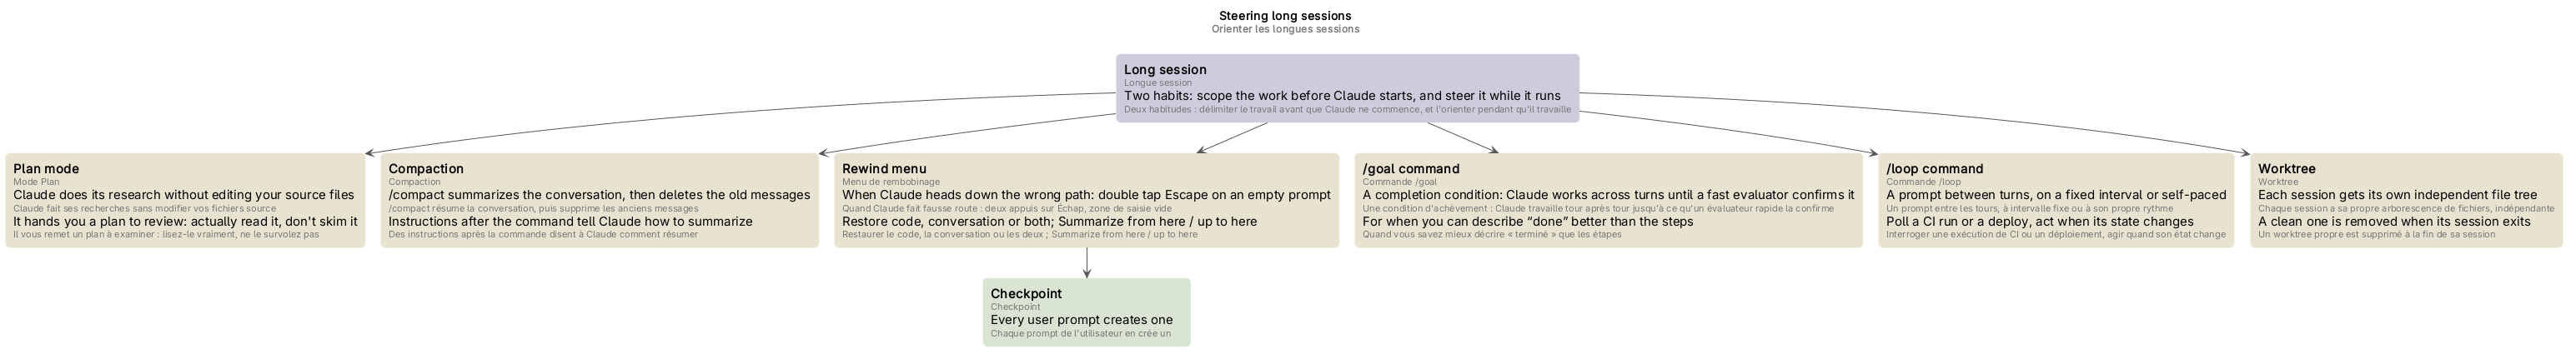 Steering long sessions
Orienter les longues sessions
Long session
Longue session
Two habits: scope the work before Claude starts, and steer it while it runs
Deux habitudes : délimiter le travail avant que Claude ne commence, et l'orienter pendant qu'il travaille
Plan mode
Mode Plan
Claude does its research without editing your source files
Claude fait ses recherches sans modifier vos fichiers source
It hands you a plan to review: actually read it, don't skim it
Il vous remet un plan à examiner : lisez-le vraiment, ne le survolez pas
Compaction
Compaction
/compact summarizes the conversation, then deletes the old messages
/compact résume la conversation, puis supprime les anciens messages
Instructions after the command tell Claude how to summarize
Des instructions après la commande disent à Claude comment résumer
Rewind menu
Menu de rembobinage
When Claude heads down the wrong path: double tap Escape on an empty prompt
Quand Claude fait fausse route : deux appuis sur Échap, zone de saisie vide
Restore code, conversation or both; Summarize from here / up to here
Restaurer le code, la conversation ou les deux ; Summarize from here / up to here
/goal command
Commande /goal
A completion condition: Claude works across turns until a fast evaluator confirms it
Une condition d'achèvement : Claude travaille tour après tour jusqu'à ce qu'un évaluateur rapide la confirme
For when you can describe “done” better than the steps
Quand vous savez mieux décrire « terminé » que les étapes
/loop command
Commande /loop
A prompt between turns, on a fixed interval or self-paced
Un prompt entre les tours, à intervalle fixe ou à son propre rythme
Poll a CI run or a deploy, act when its state changes
Interroger une exécution de CI ou un déploiement, agir quand son état change
Worktree
Worktree
Each session gets its own independent file tree
Chaque session a sa propre arborescence de fichiers, indépendante
A clean one is removed when its session exits
Un worktree propre est supprimé à la fin de sa session
Checkpoint
Checkpoint
Every user prompt creates one
Chaque prompt de l'utilisateur en crée un